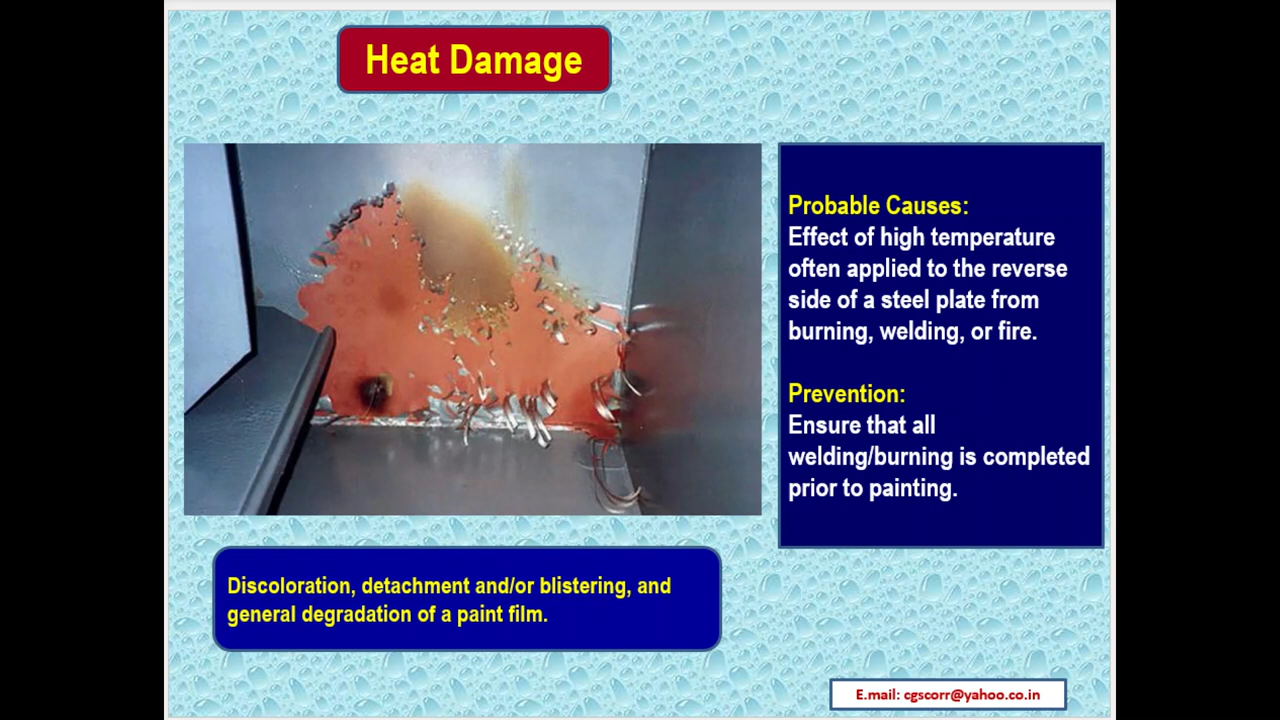 Heat Damage
Probable Causes:
Effect of high temperature
often applied to the reverse
side of a steel plate from
burning, welding, or fire.
Prevention:
Ensure that all
welding/burning is completed
prior to painting.
Discoloration, detachment and/or blistering, and
general degradation of a paint film.
E.mail: cgscorr@yahoo.co.in